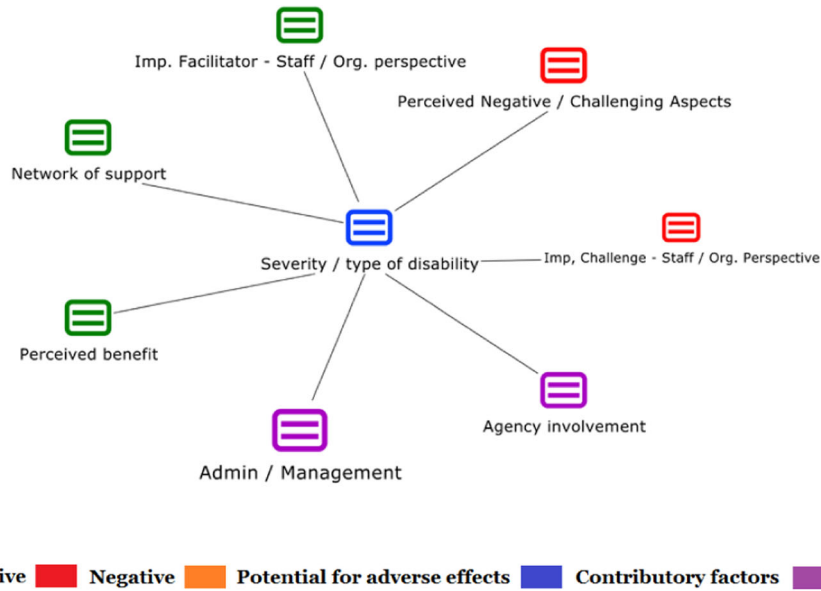 Imp. Facilitator - Staff / Org. perspective
Perceived Negative / Challenging Aspects
Network of support
Severity / type of disability
Imp, Challenge - Staff / Org. Perspective
Perceived benefit
Agency involvement
Admin / Management
ive Negative Potential for adverse effects Contributory factors